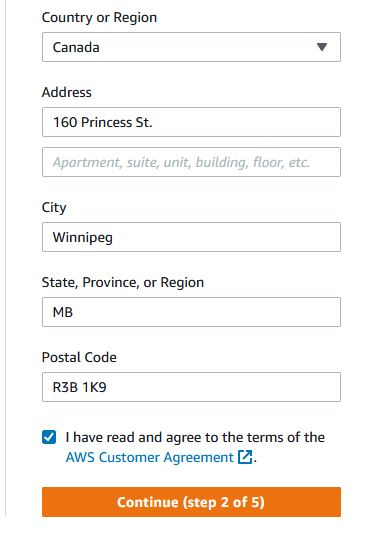 Country or Region
Canada
Address
160 Princess St.
Apartment, suite, unit, building, floor, etc.
City
Winnipeg
State, Province, or Region
MB
Postal Code
R3B 1K9
I have read and agree to the terms of the
AWS Customer Agreement.
Continue (step 2 of 5)